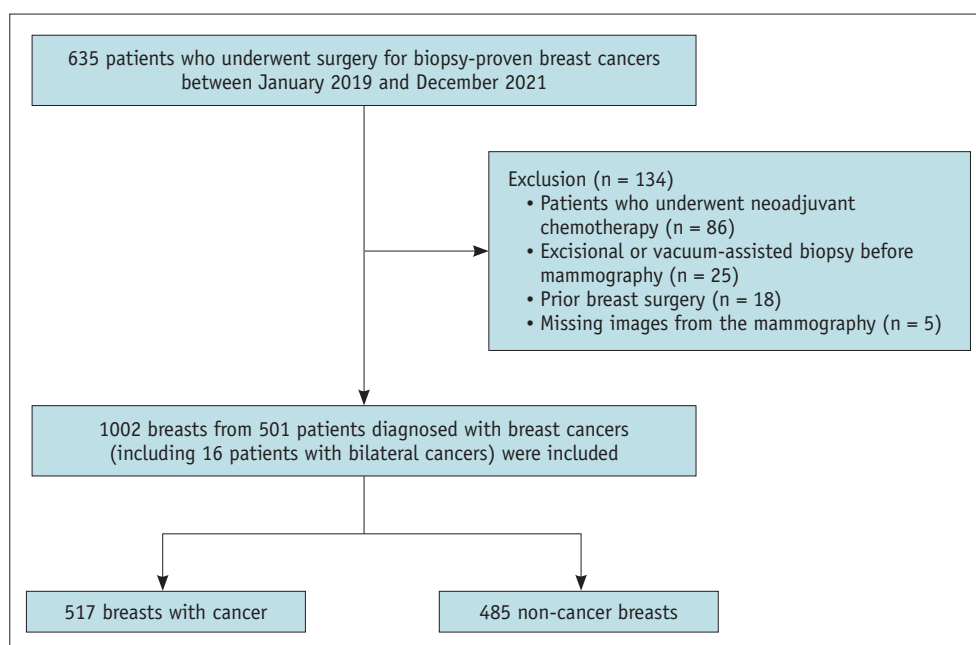 635 patients who underwent surgery for biopsy-proven breast cancers
between January 2019 and December 2021
Exclusion (n = 134)
• Patients who underwent neoadjuvant
chemotherapy (n = 86)
• Excisional or vacuum-assisted biopsy before
mammography (n = 25)
• Prior breast surgery (n = 18)
• Missing images from the mammography (n = 5)
1002 breasts from 501 patients diagnosed with breast cancers
(including 16 patients with bilateral cancers) were included
517 breasts with cancer
485 non-cancer breasts